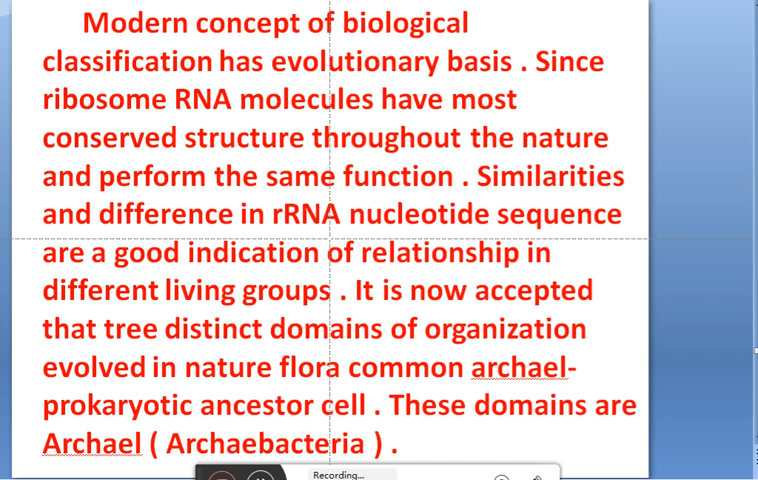 Modern concept of biological
classification has evolutionary basis . Since
ribosome RNA molecules have most
conserved structure throughout the nature
and perform the same function . Similarities
and difference in rRNA nucleotide sequence
are a good indication of relationship in
different living groups . It is now accepted
that tree distinct domains of organization
evolved in nature flora common archael-
prokaryotic ancestor cell . These domains are
Archael ( Archaebacteria ) .
Recording...